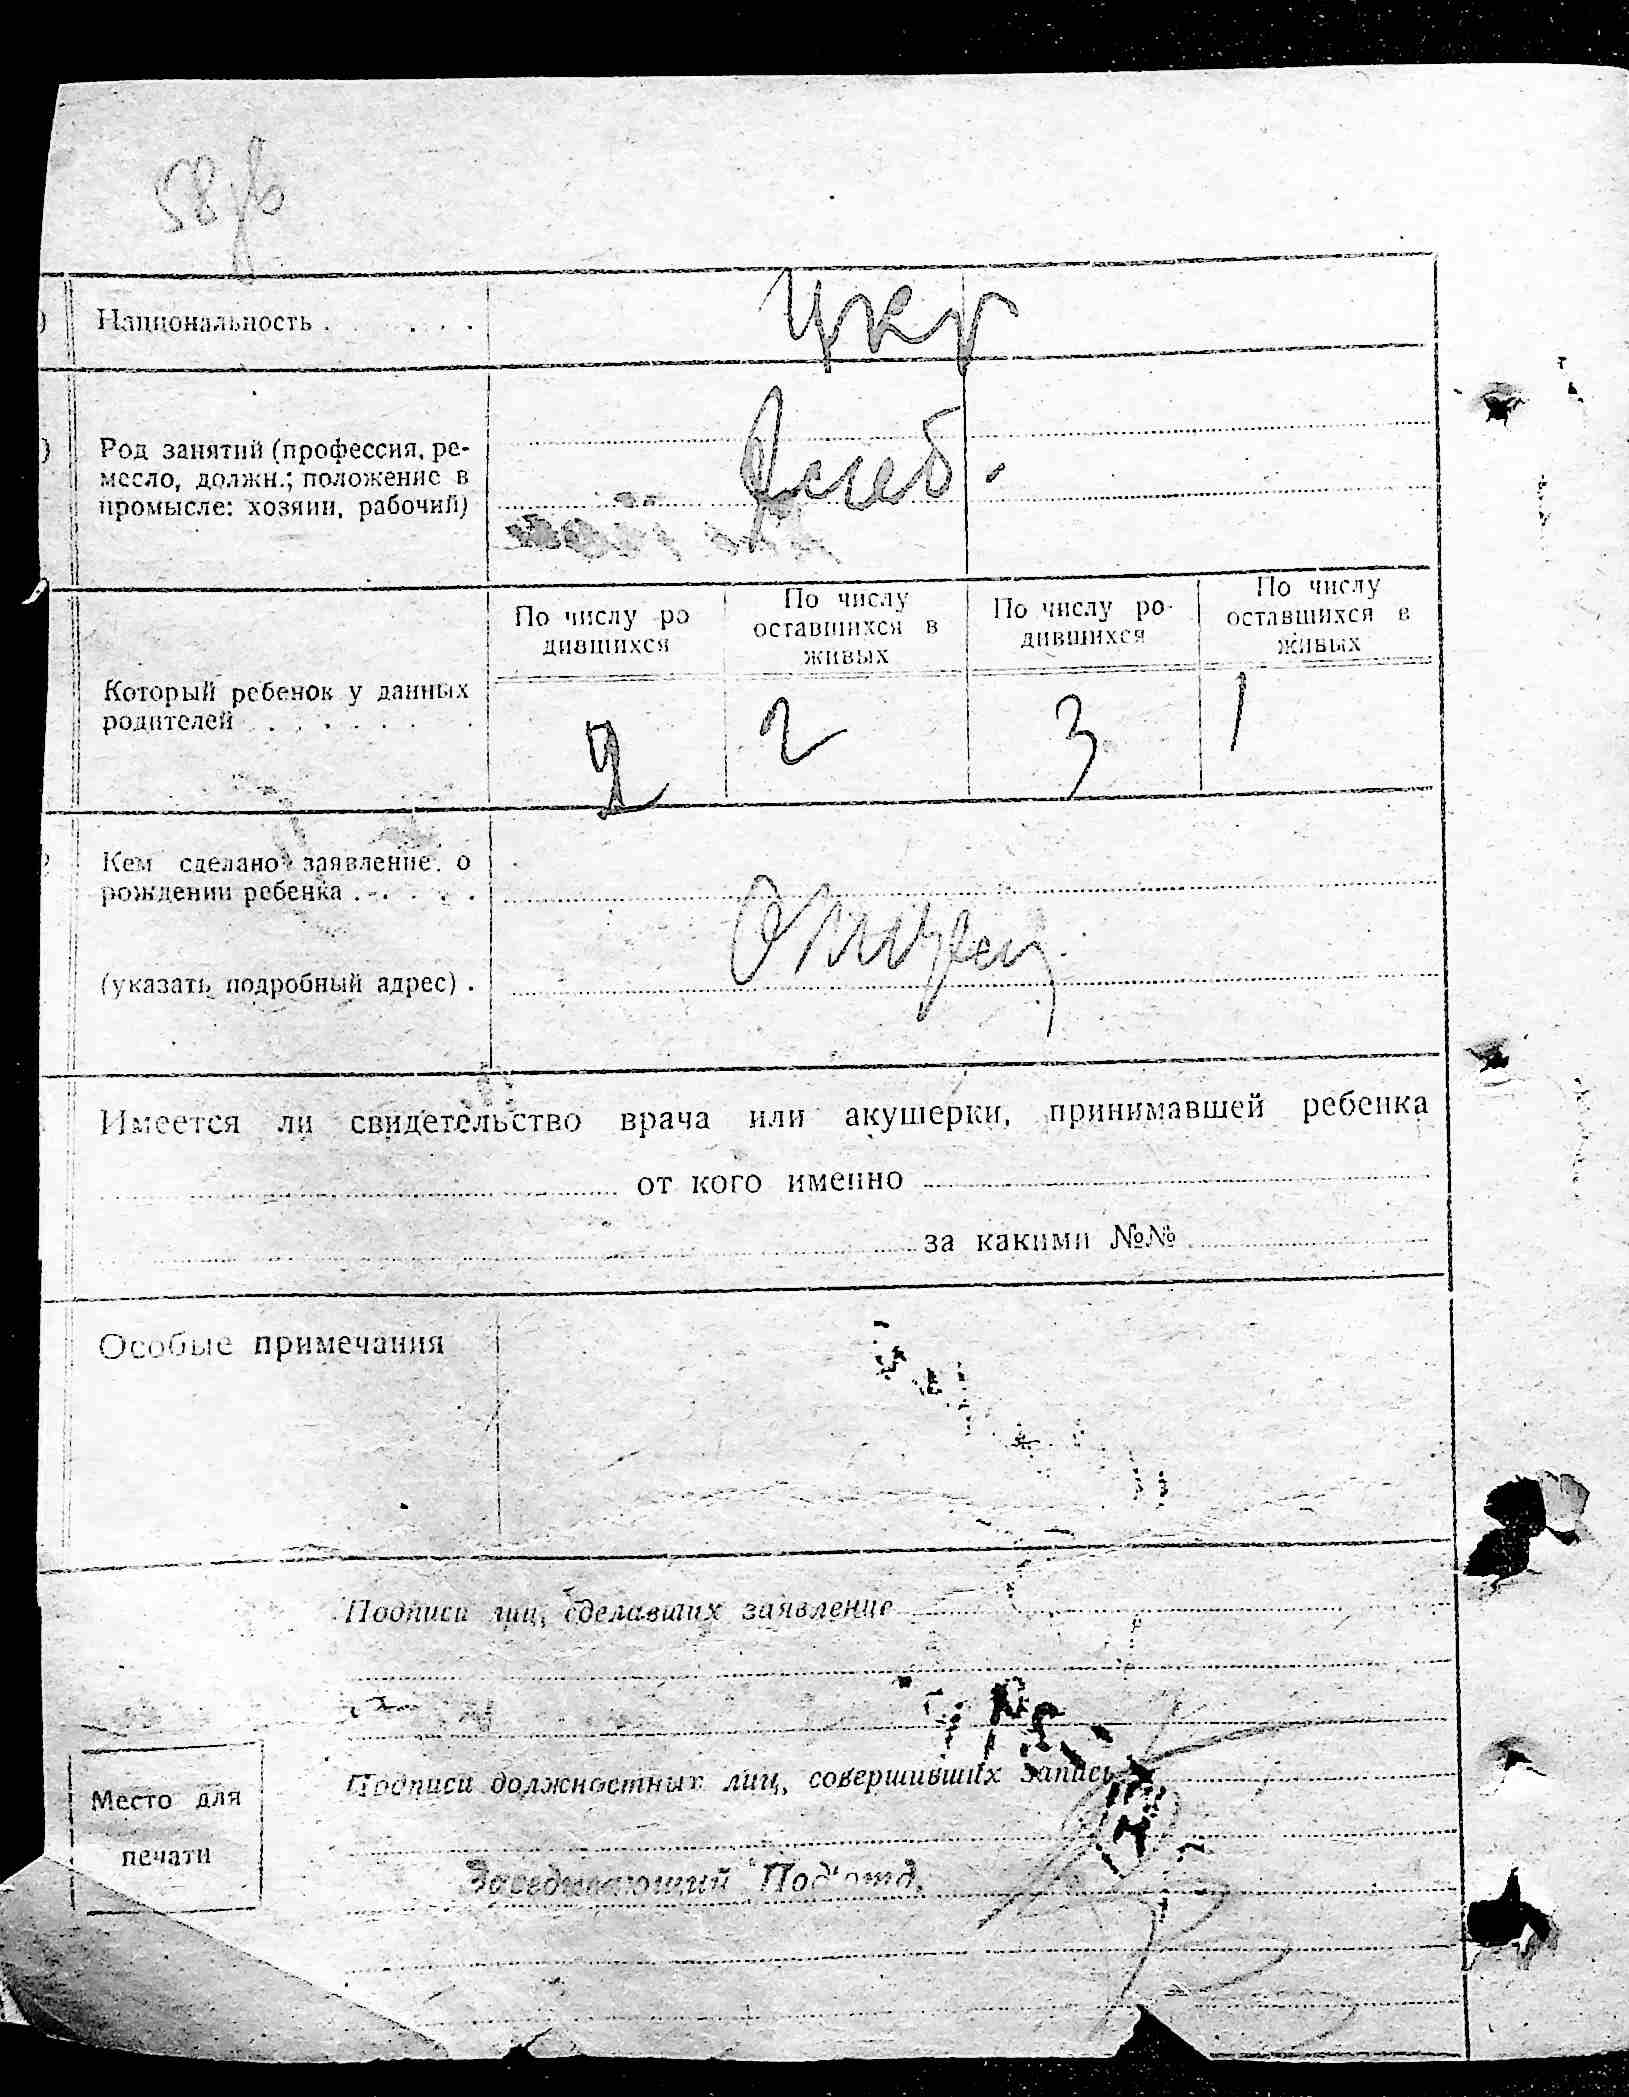 58
Национальность . . . . . .
Укр
Род занятий (профессия, ре-
месло, должн.; положение в
промысле: хозяин, рабочий)
Хлеб.
Который ребенок у данных
родителей . . . . . . .
По числу ро
дившихся
По числу
оставшихся в
живых
По числу ро-
дившихся
По числу
оставшихся в
живых
2 2 3 1
Кем сделано заявление о
рождении ребенка . . . . .
(указать подробный адрес) .
Отцем
Имеется ли свидетельство врача или акушерки, принимавшей ребенка
от кого именно
за какими №№
Особые примечания
Подписи лиц, сделавших заявление
Подписи должностных лиц, совершивших запись
Место для
печати
Заведывающий Под'отд.